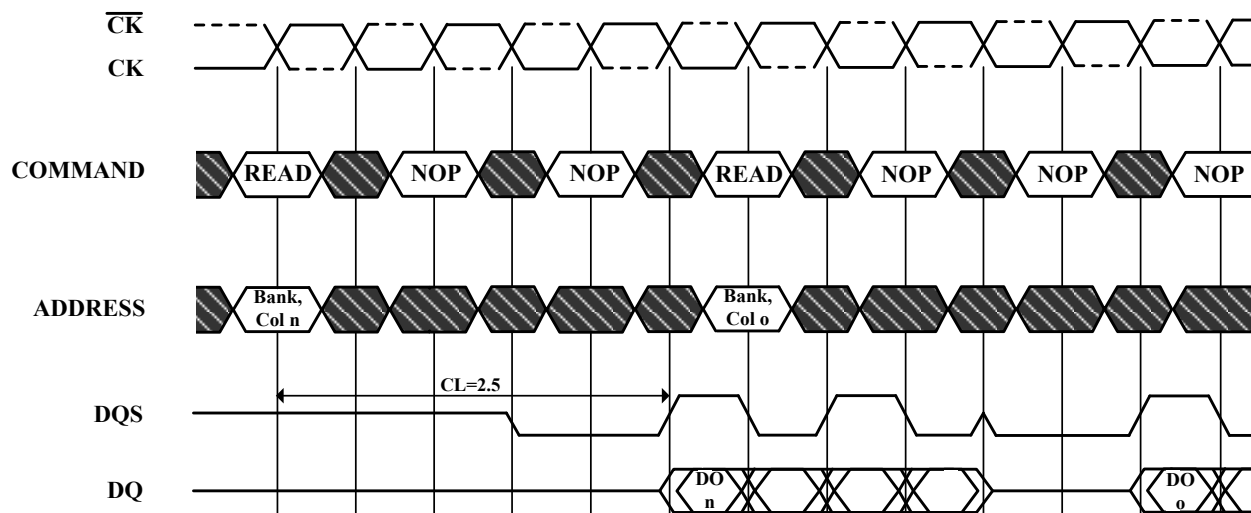 CK
CK
COMMAND READ NOP NOP READ NOP NOP NOP
ADDRESS Bank, Col n Bank, Col o
CL=2.5
DQS
DQ DO n DO o